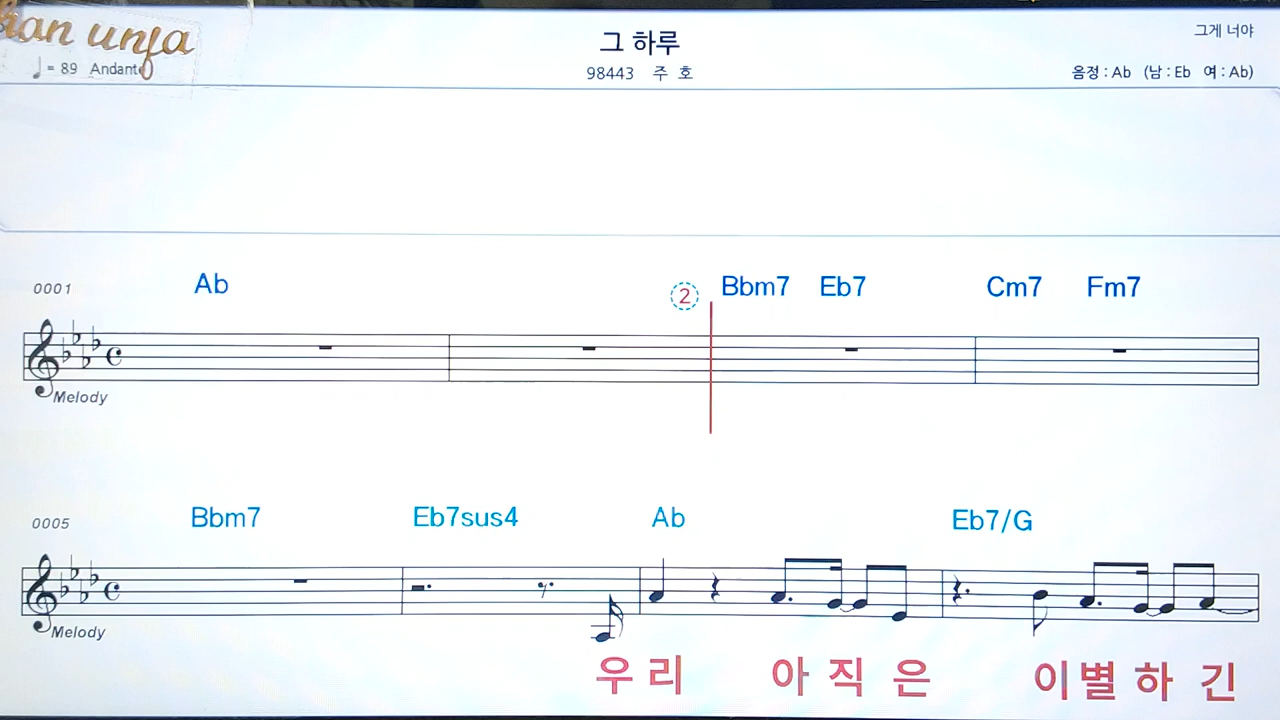 han unja
♩= 89 Andante
그 하루
98443 주 호
그게 너야
음정 : Ab (남 : Eb 여 : Ab)
0001 Ab ② Bbm7 Eb7 Cm7 Fm7
Melody
0005 Bbm7 Eb7sus4 Ab Eb7/G
Melody
우 리 아 직 은 이 별 하 긴